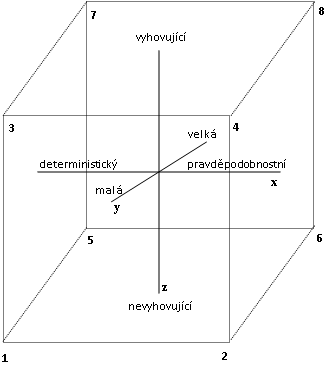 7
8
vyhovující
3
4
velká
deterministický
pravděpodobnostní
x
malá
y
5
6
z
nevyhovující
1
2